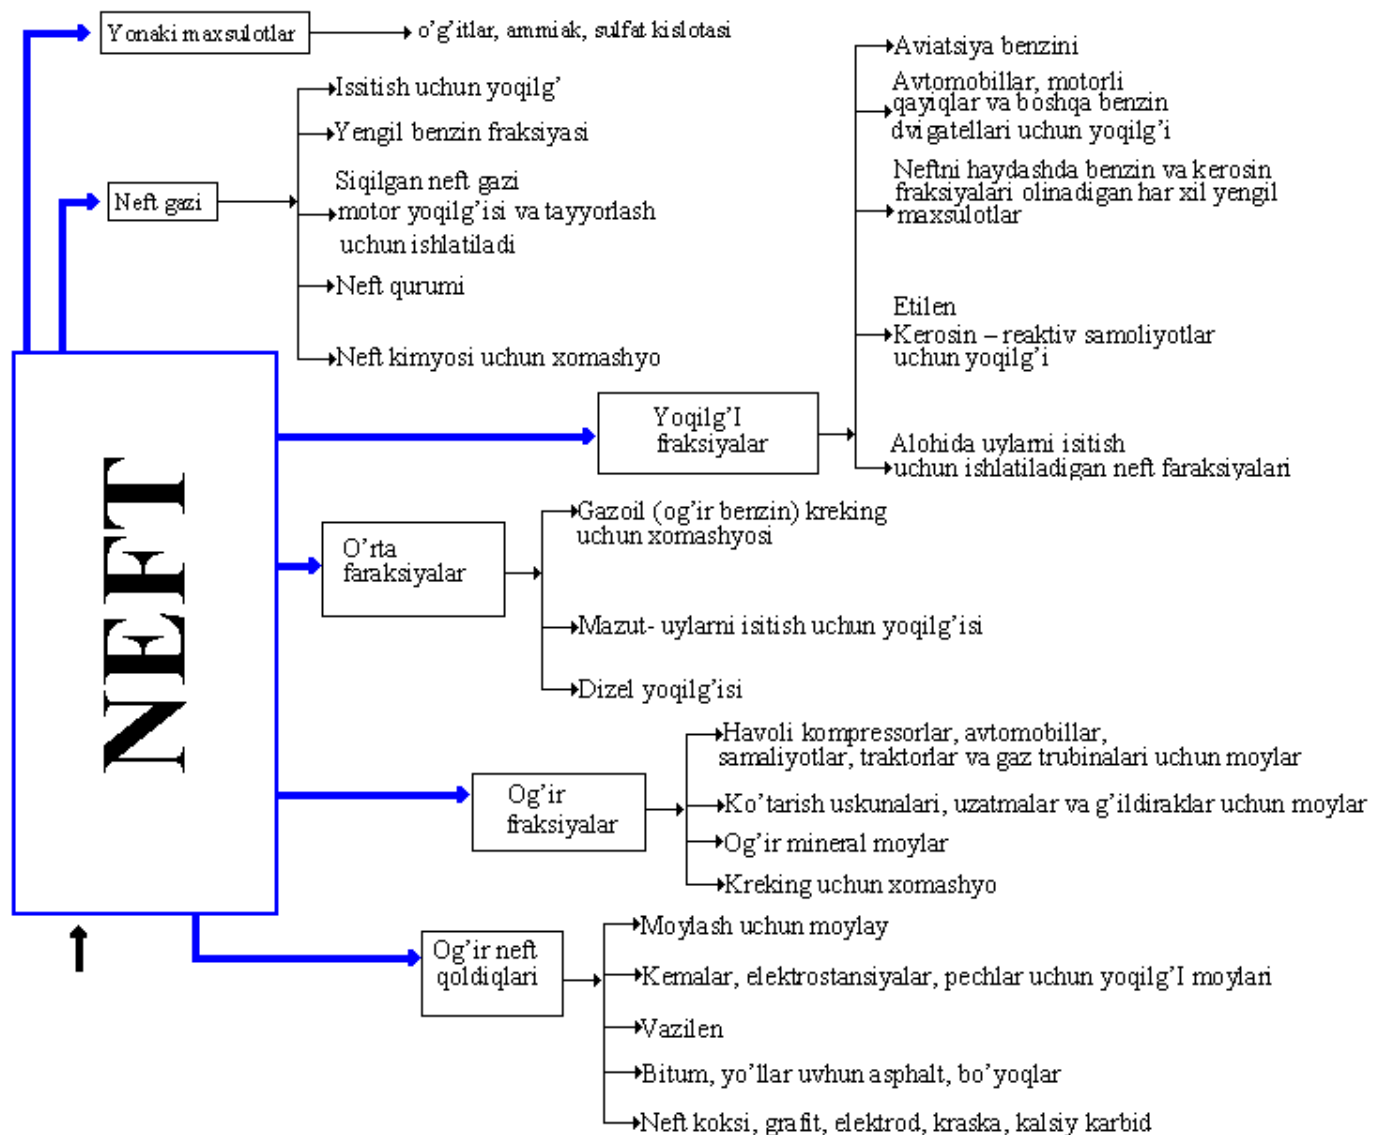 Yonaki maxsulotlar
o’g’itlar, ammiak, sulfat kislotasi
Neft gazi
Issitish uchun yoqilg’
Yengil benzin fraksiyasi
Siqilgan neft gazi
motor yoqilg’isi va tayyorlash
uchun ishlatiladi
Neft qurumi
Neft kimyosi uchun xomashyo
Yoqilg’I
fraksiyalar
Aviatsiya benzini
Avtomobillar, motorli
qayiqlar va boshqa benzin
dvigatellari uchun yoqilg’i
Neftni haydashda benzin va kerosin
fraksiyalari olinadigan har xil yengil
maxsulotlar
Etilen
Kerosin – reaktiv samoliyotlar
uchun yoqilg’i
Alohida uylarni isitish
uchun ishlatiladigan neft faraksiyalari
NEFT
O’rta
faraksiyalar
Gazoil (og’ir benzin) kreking
uchun xomashyosi
Mazut- uylarni isitish uchun yoqilg’isi
Dizel yoqilg’isi
Og’ir
fraksiyalar
Havoli kompressorlar, avtomobillar,
samaliyotlar, traktorlar va gaz trubinalari uchun moylar
Ko’tarish uskunalari, uzatmalar va g’ildiraklar uchun moylar
Og’ir mineral moylar
Kreking uchun xomashyo
Og’ir neft
qoldiqlari
Moylash uchun moylay
Kemalar, elektrostansiyalar, pechlar uchun yoqilg’I moylari
Vazilen
Bitum, yo’llar uvhun asphalt, bo’yoqlar
Neft koksi, grafit, elektrod, kraska, kalsiy karbid